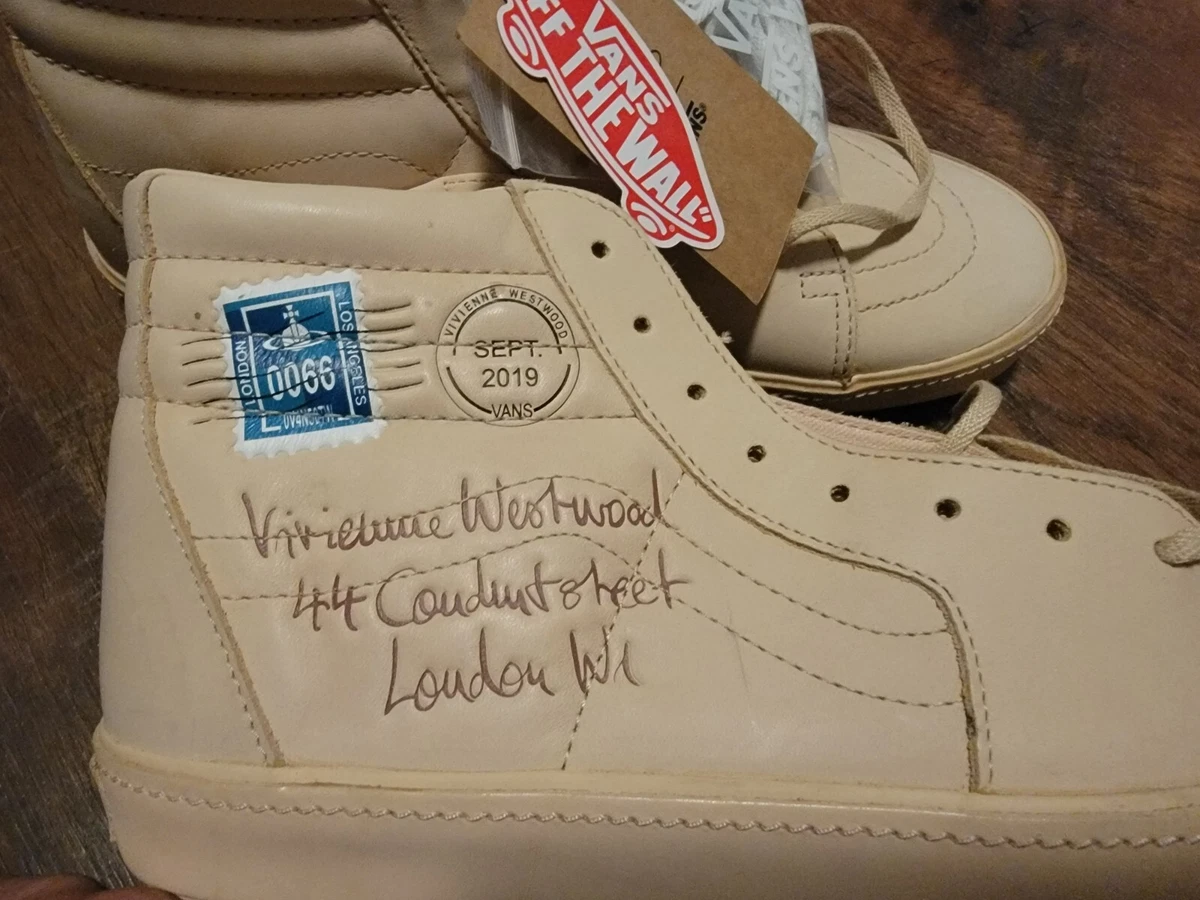 VANS
"OFF THE WALL"
VANS
LONDON
LOS ANGELES
0066
VIVIENNE WESTWOOD
SEPT.
2019
VANS
Vivienne Westwood
44 Conduit street
London W1